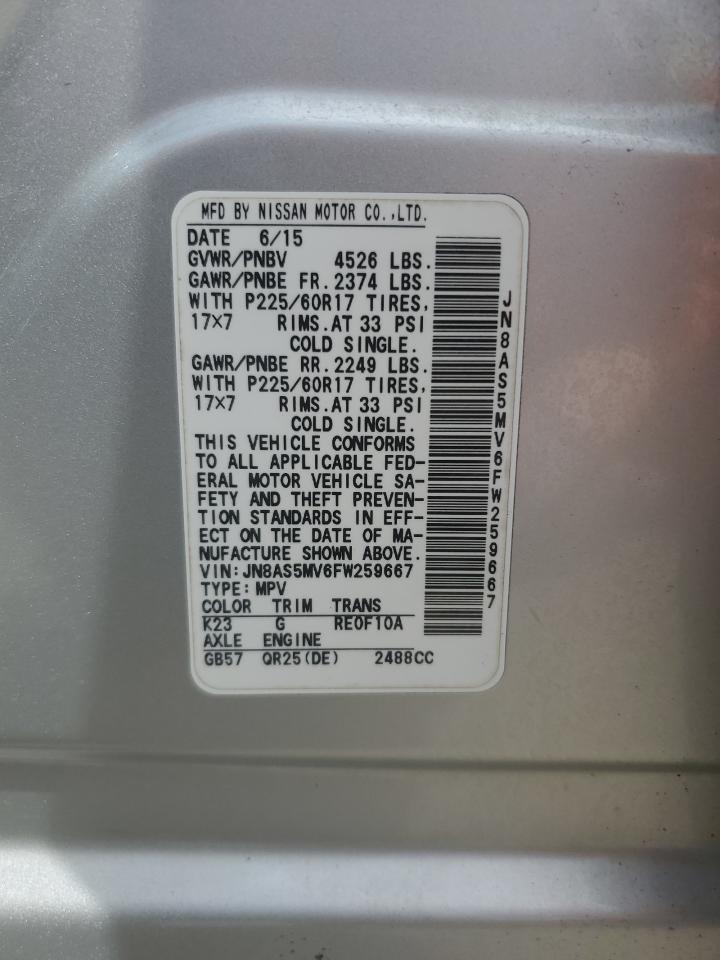 MFD BY NISSAN MOTOR CO.,LTD.
DATE 6/15
GVWR/PNBV 4526 LBS.
GAWR/PNBE FR. 2374 LBS.
WITH P225/60R17 TIRES,
17×7 RIMS.AT 33 PSI
COLD SINGLE.
GAWR/PNBE RR. 2249 LBS.
WITH P225/60R17 TIRES,
17×7 RIMS.AT 33 PSI
COLD SINGLE.
THIS VEHICLE CONFORMS
TO ALL APPLICABLE FED-
ERAL MOTOR VEHICLE SA-
FETY AND THEFT PREVEN-
TION STANDARDS IN EFF-
ECT ON THE DATE OF MA-
NUFACTURE SHOWN ABOVE.
VIN:JN8AS5MV6FW259667
TYPE:MPV
COLOR TRIM TRANS
K23 G RE0F10A
AXLE ENGINE
GB57 QR25(DE) 2488CC
JN8AS5MV6FW259667